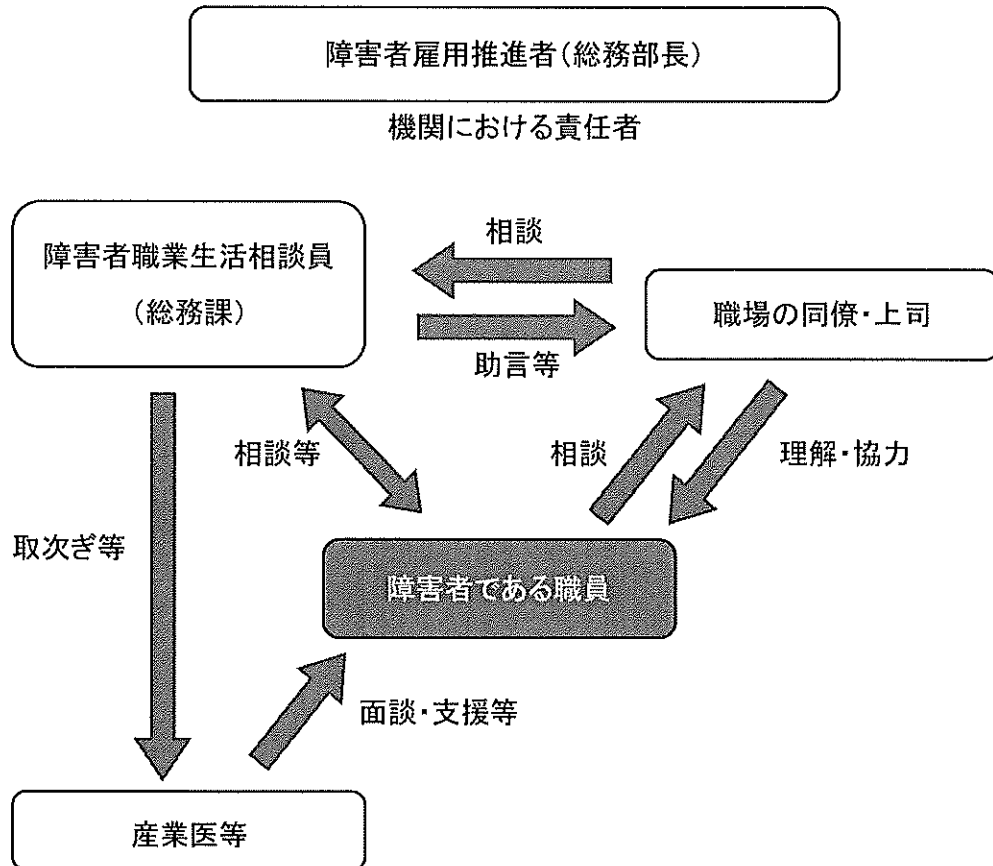 障害者雇用推進者(総務部長)
機関における責任者
障害者職業生活相談員
(総務課)
相談
助言等
職場の同僚・上司
相談等
相談
理解・協力
取次ぎ等
障害者である職員
面談・支援等
産業医等